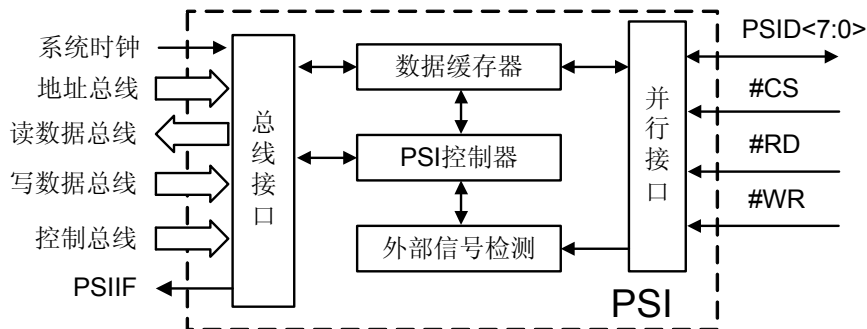 系统时钟
地址总线
读数据总线
写数据总线
控制总线
PSIIF
总线接口
数据缓存器
PSI控制器
外部信号检测
并行接口
PSI
PSID<7:0>
#CS
#RD
#WR